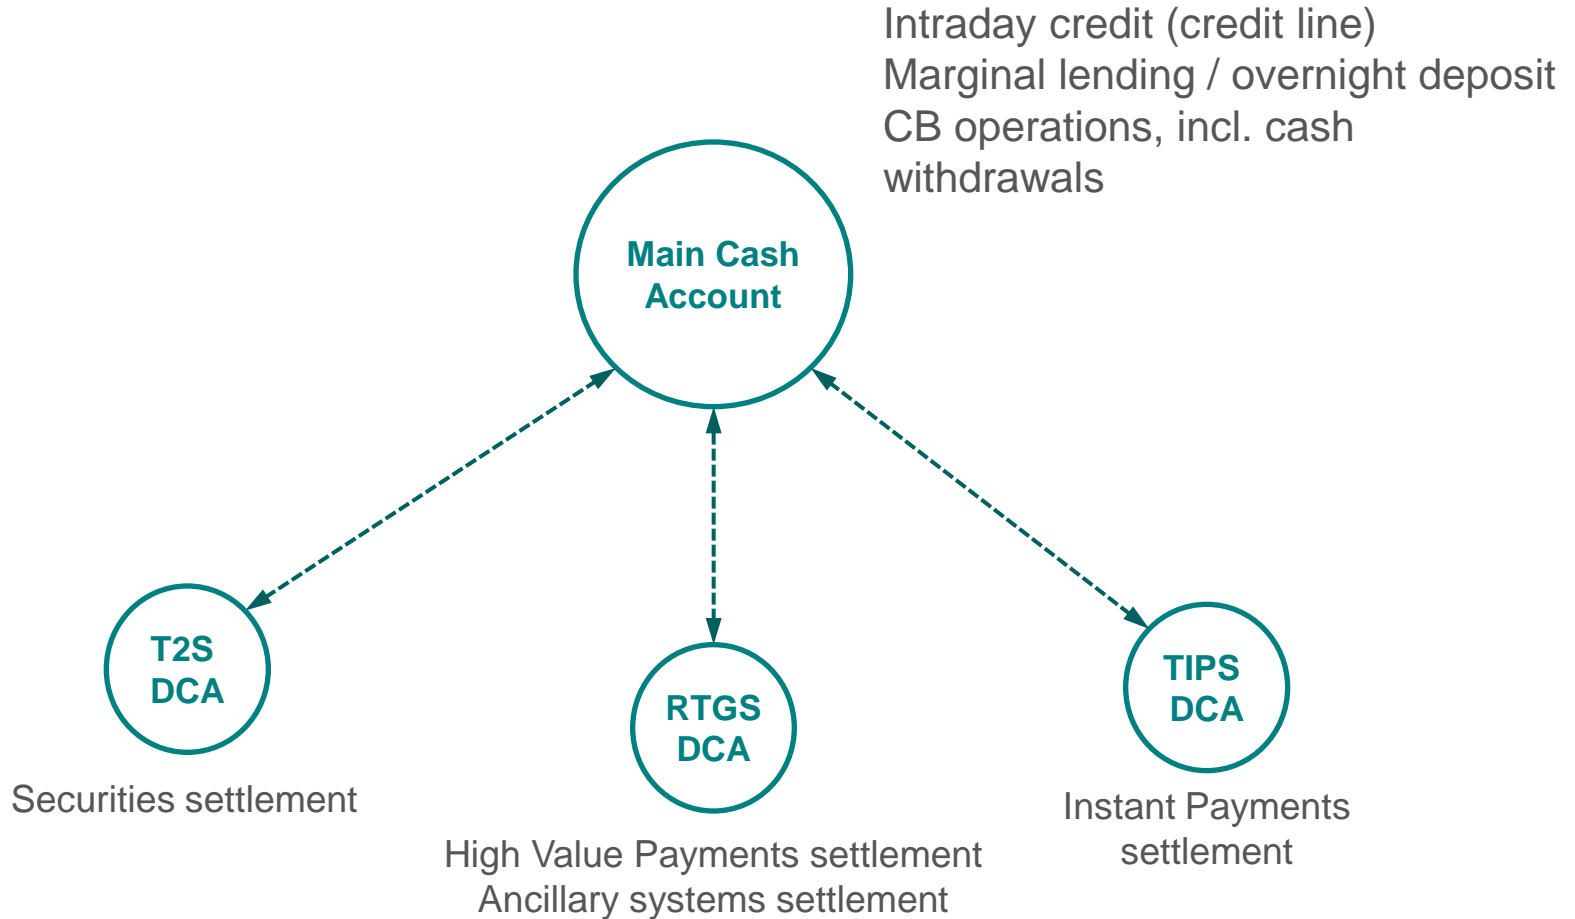 Intraday credit (credit line)
Marginal lending / overnight deposit
CB operations, incl. cash
withdrawals
Main Cash
Account
T2S
DCA
Securities settlement
RTGS
DCA
High Value Payments settlement
Ancillary systems settlement
TIPS
DCA
Instant Payments
settlement